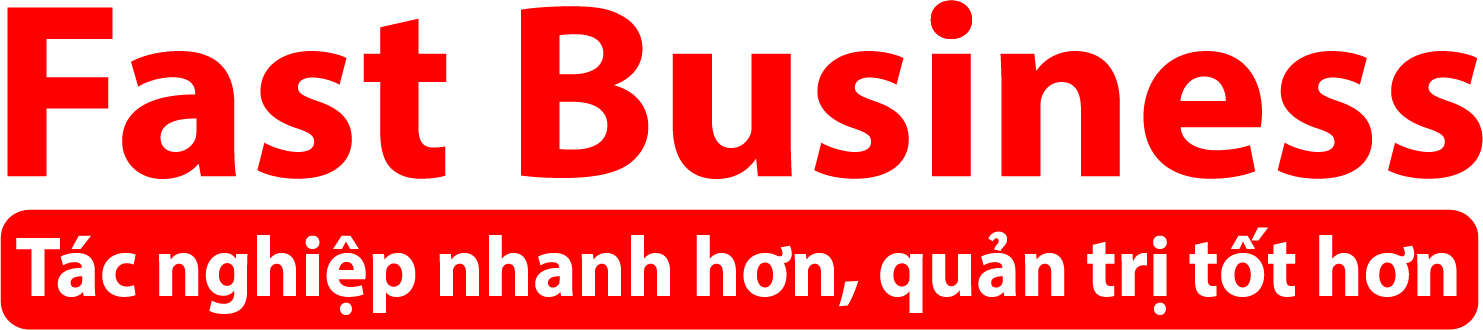 Fast Business
Tác nghiệp nhanh hơn, quản trị tốt hơn